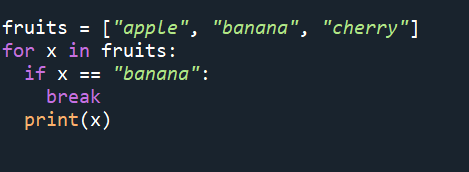 fruits = ["apple", "banana", "cherry"]
for x in fruits:
  if x == "banana":
    break
  print(x)